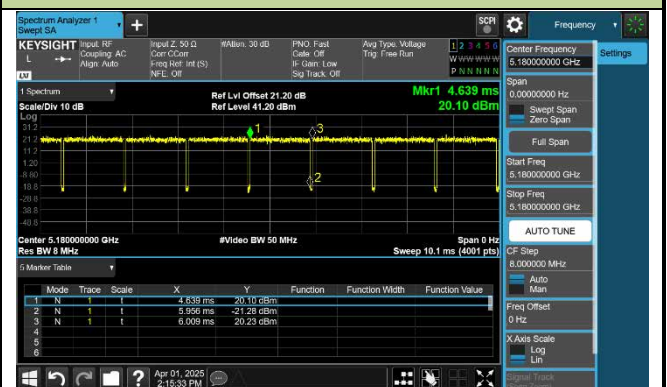 Spectrum Analyzer 1
Swept SA
+
SCPI
Frequency
KEYSIGHT
L
Input: RF
Coupling: AC
Align: Auto
Input Z: 50 Ω
Corr CCorr
Freq Ref: Int (S)
NFE: Off
#Atten: 30 dB
PNO: Fast
Gate: Off
IF Gain: Low
Sig Track: Off
Avg Type: Voltage
Trig: Free Run
1 2 3 4 5 6
W W W W W W
P N N N N N
Center Frequency
5.180000000 GHz
Settings
Span
0.00000000 Hz
Swept Span
Zero Span
Full Span
Start Freq
5.180000000 GHz
Stop Freq
5.180000000 GHz
AUTO TUNE
CF Step
8.000000 MHz
Auto
Man
Freq Offset
0 Hz
X Axis Scale
Log
Lin
Signal Track
1 Spectrum
Scale/Div 10 dB
Log
Ref Lvl Offset 21.20 dB
Ref Level 41.20 dBm
Mkr1 4.639 ms
20.10 dBm
31.2
21.2
11.2
1.20
-8.80
-18.8
-28.8
-38.8
-48.8
1
3
2
Center 5.180000000 GHz
Res BW 8 MHz
#Video BW 50 MHz
Span 0 Hz
Sweep 10.1 ms (4001 pts)
5 Marker Table
Mode Trace Scale X Y Function Function Width Function Value
1 N 1 t 4.639 ms 20.10 dBm
2 N 1 t 5.956 ms -21.28 dBm
3 N 1 t 6.009 ms 20.23 dBm
4
5
6
?
Apr 01, 2025
2:15:33 PM